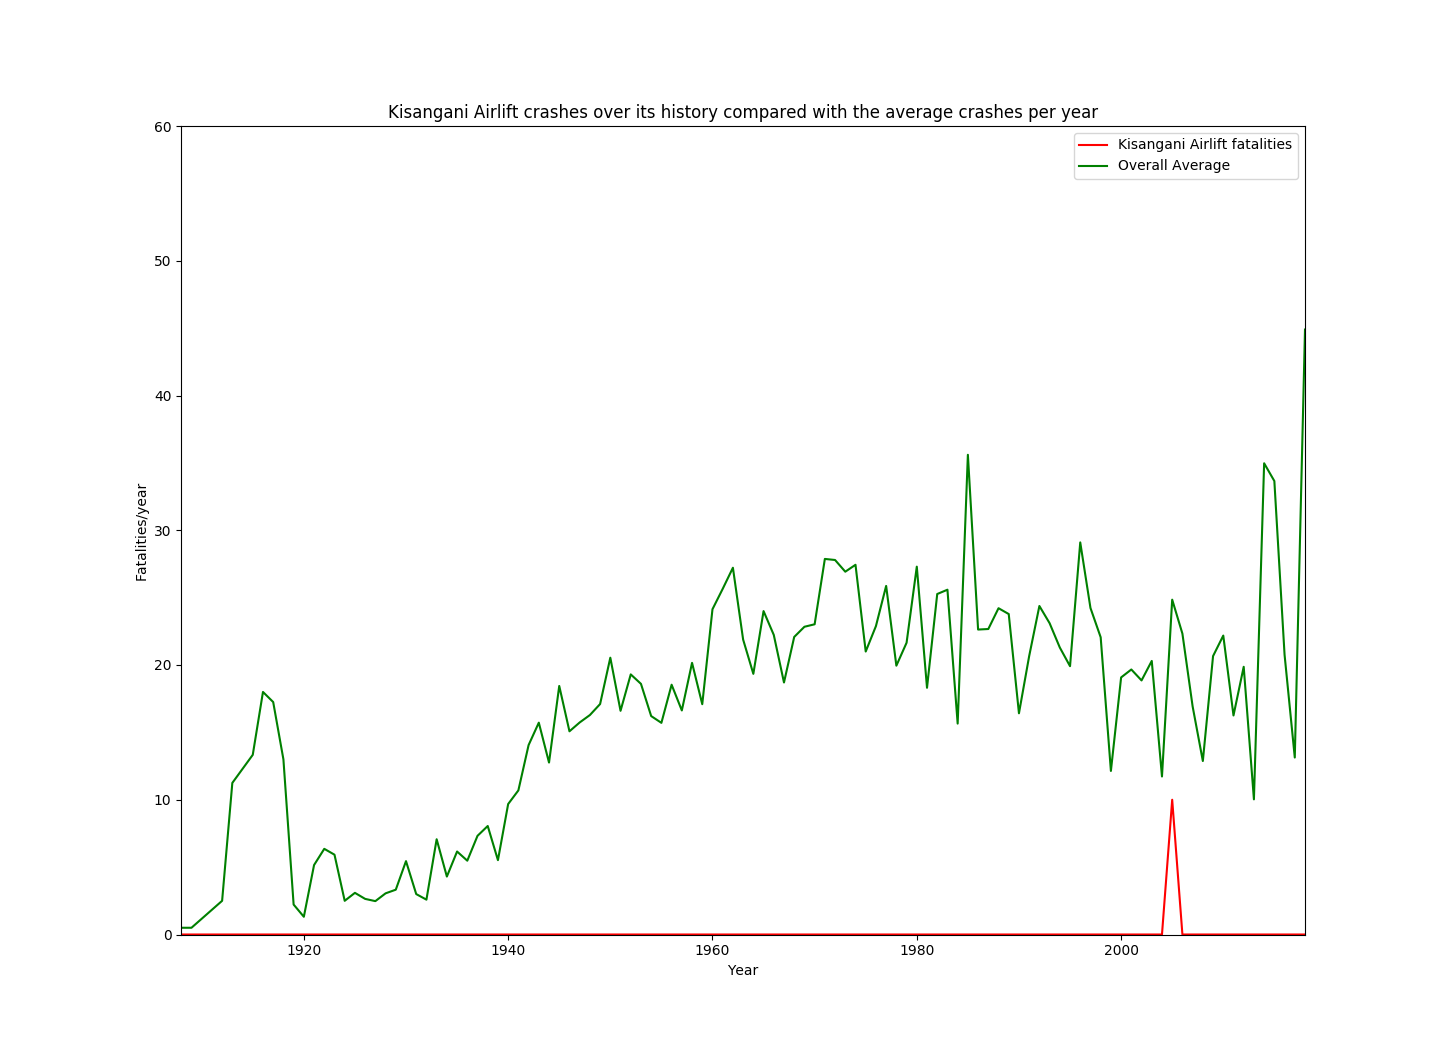 Kisangani Airlift crashes over its history compared with the average crashes per year
60
50
40
30
20
10
0
Fatalities/year
Kisangani Airlift fatalities
Overall Average
1920
1940
1960
1980
2000
Year